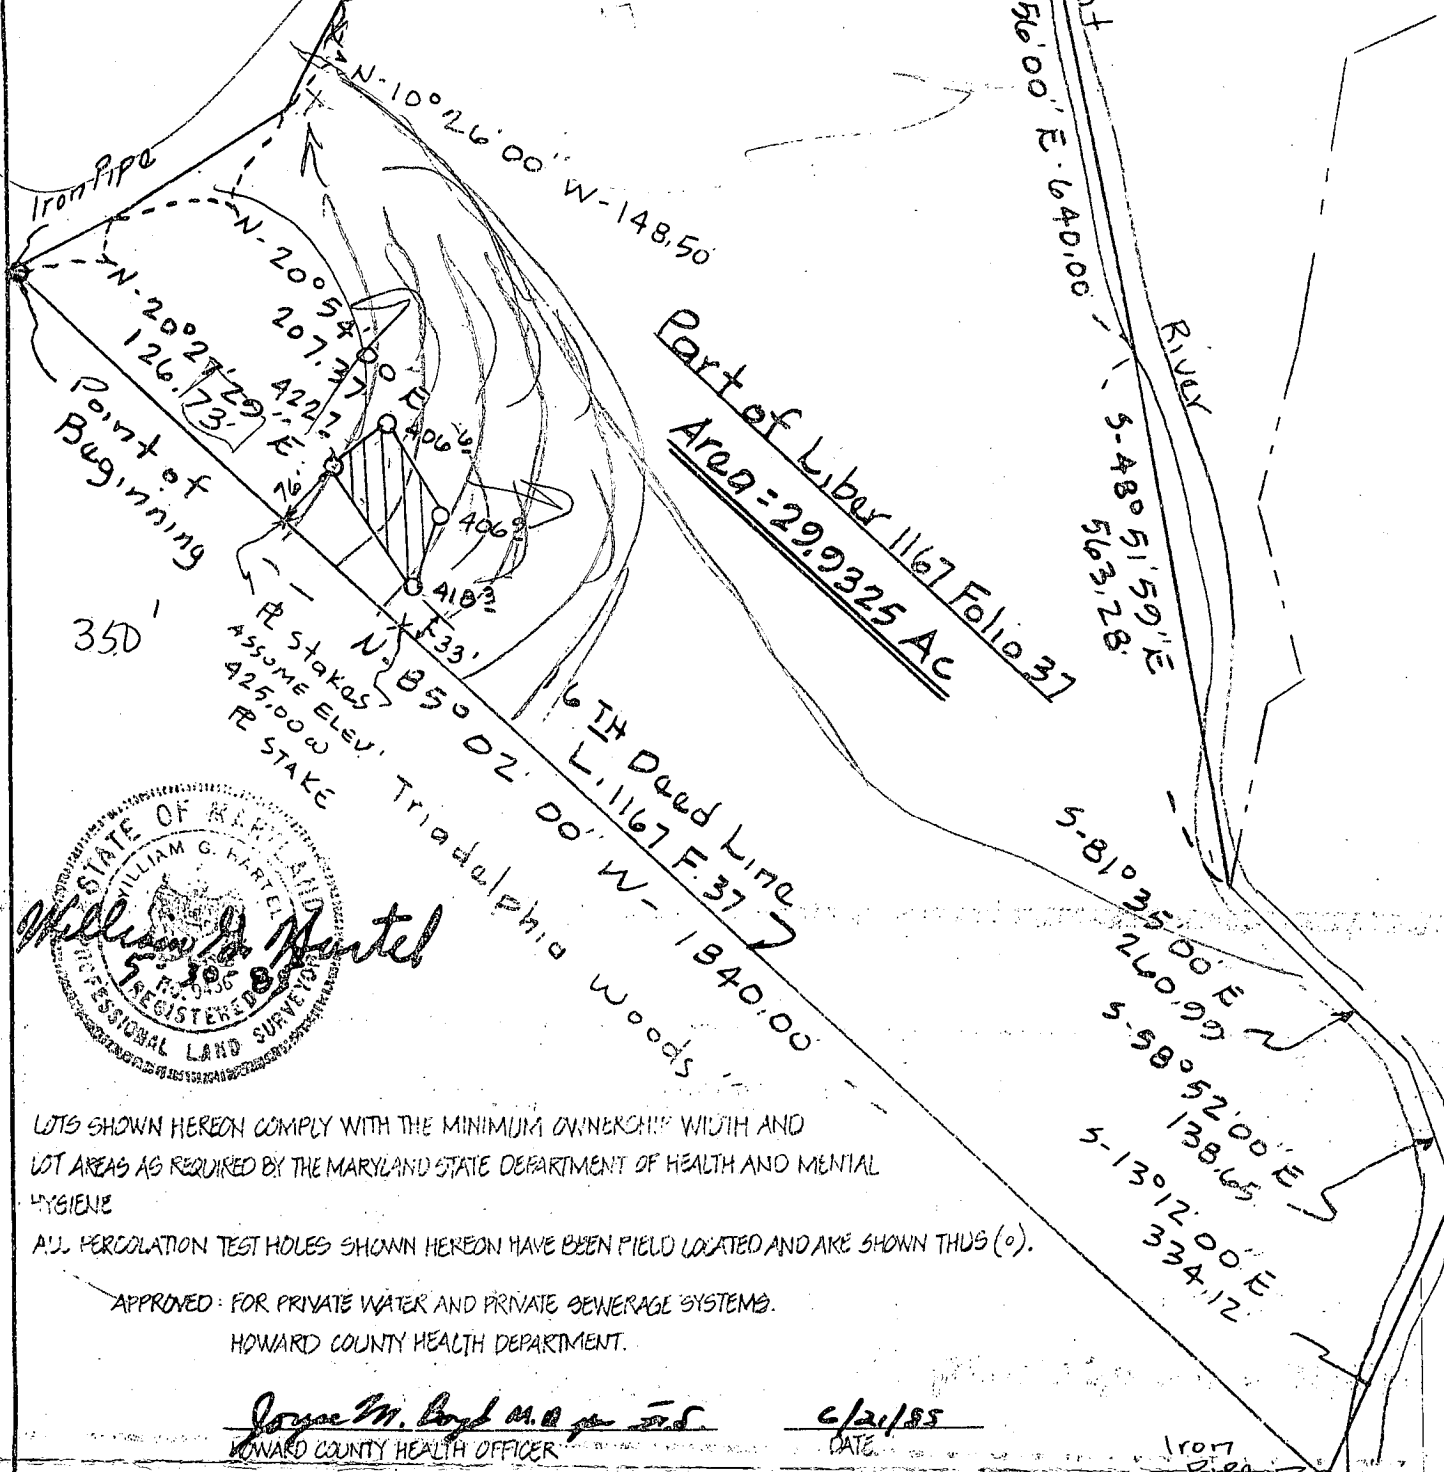 56'00" E. 640.00
N-10°26'00" W-148.50'
Iron Pipe
River
N-20°54'00" E
207.37
N-20°27'29" E
126.73'
422
406
406
418
76'
33'
Point of
Beginning
350'
Part of Liber 1167 Folio 37
Area = 29.9325 Ac
S-48°51'59" E
563.28
PL Stakes
ASSUME ELEV.
425.00
PL STAKE
N-85°02'00" W- 1840.00
6TH Deed Line
L. 1167 F. 37
Triadelphia Woods
S-81°35'00" E
260.99
S-58°52'00" E
138.65
S-13°12'00" E
334.12
STATE OF MARYLAND
WILLIAM G. HARTEL
REGISTERED
PROFESSIONAL LAND SURVEYOR
William G. Hartel
LOTS SHOWN HEREON COMPLY WITH THE MINIMUM OWNERSHIP WIDTH AND
LOT AREAS AS REQUIRED BY THE MARYLAND STATE DEPARTMENT OF HEALTH AND MENTAL
HYGIENE
ALL PERCOLATION TEST HOLES SHOWN HEREON HAVE BEEN FIELD LOCATED AND ARE SHOWN THUS (o).
APPROVED: FOR PRIVATE WATER AND PRIVATE SEWERAGE SYSTEMS.
HOWARD COUNTY HEALTH DEPARTMENT.
Joyce M. Boyd M.D.
6/21/85
HOWARD COUNTY HEALTH OFFICER
DATE
Iron
Pipe